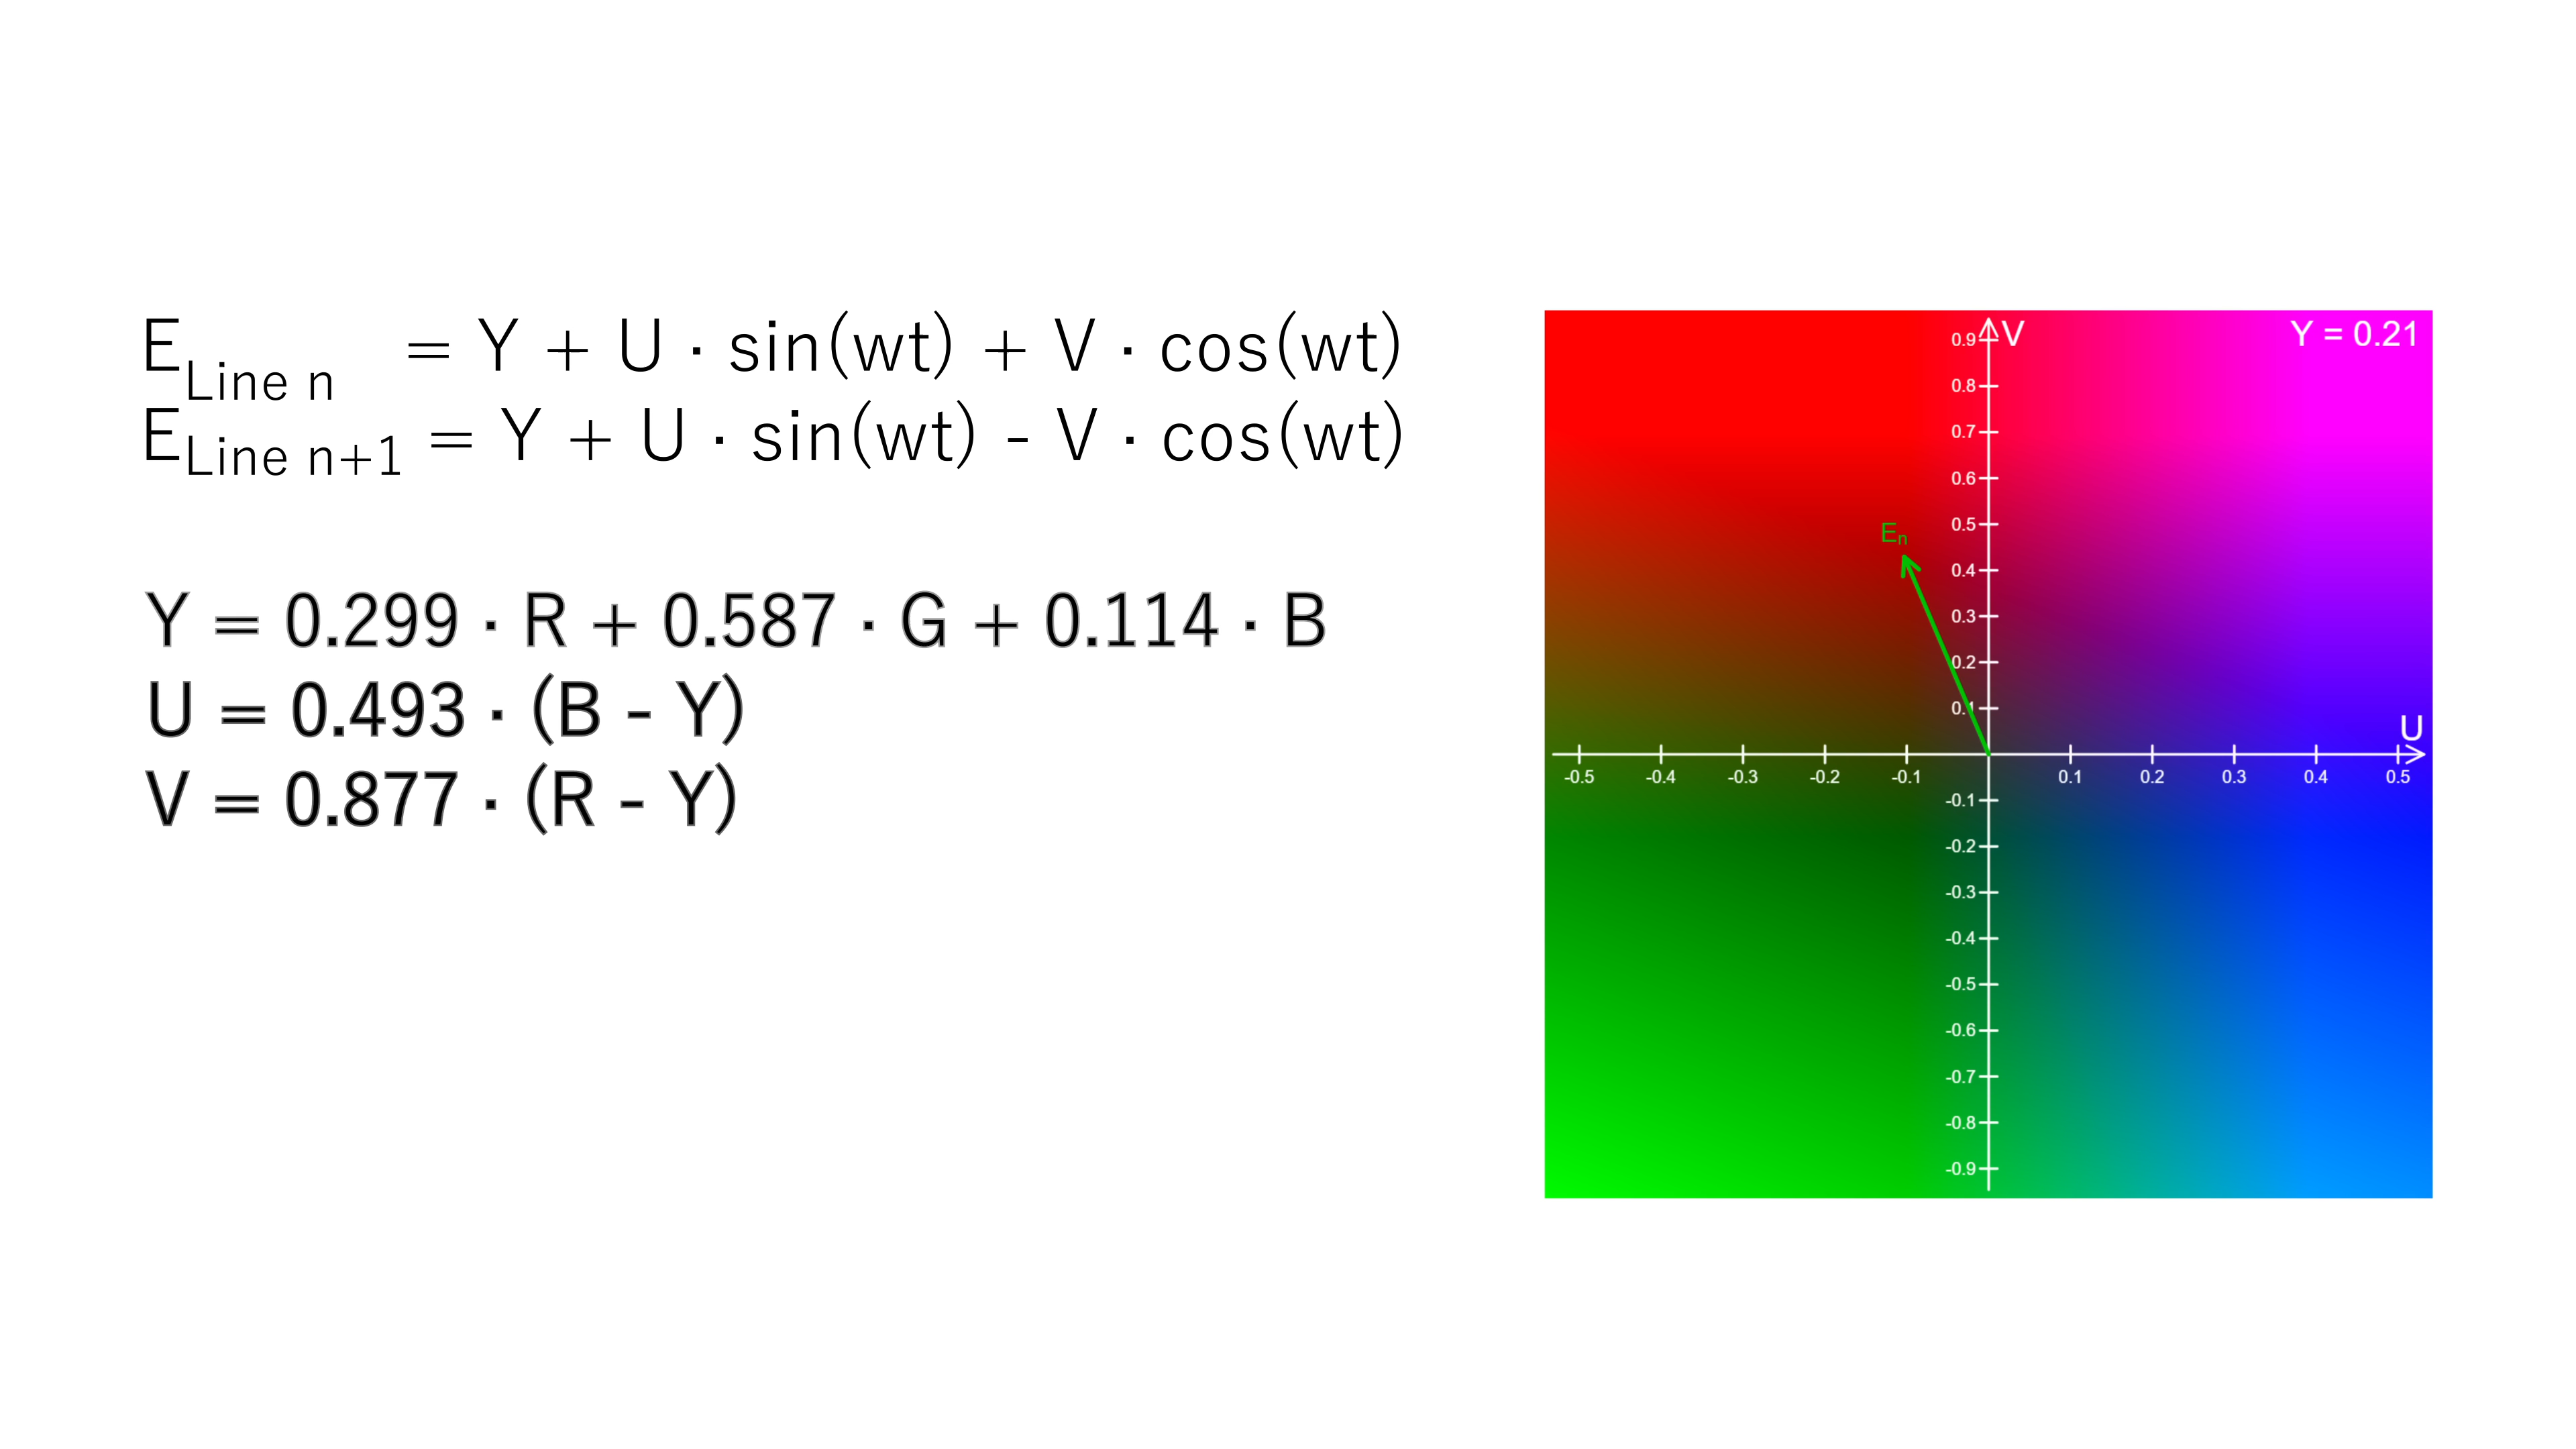 E_Line n = Y + U · sin(wt) + V · cos(wt)
E_Line n+1 = Y + U · sin(wt) - V · cos(wt)
Y = 0.299 · R + 0.587 · G + 0.114 · B
U = 0.493 · (B - Y)
V = 0.877 · (R - Y)
V
Y = 0.21
0.9
0.8
0.7
0.6
0.5
E_n
0.4
0.3
0.2
0.1
U
-0.5 -0.4 -0.3 -0.2 -0.1 0.1 0.2 0.3 0.4 0.5
-0.1
-0.2
-0.3
-0.4
-0.5
-0.6
-0.7
-0.8
-0.9